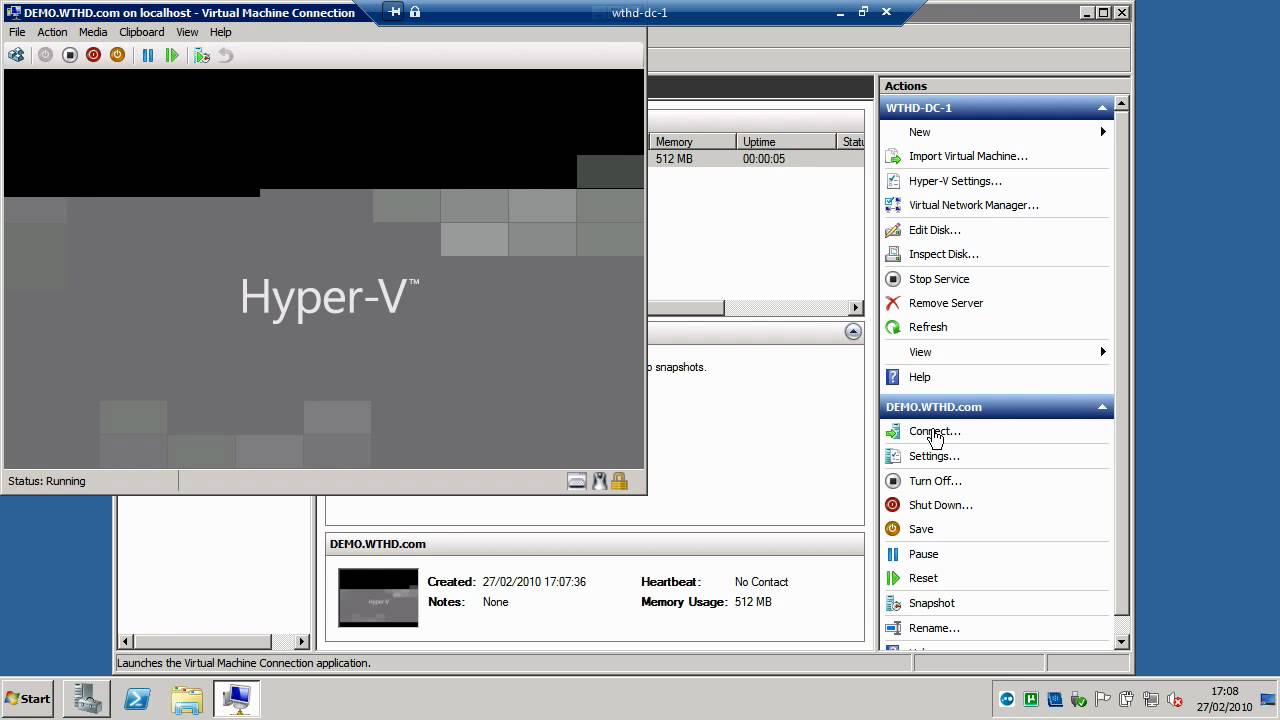 DEMO.WTHD.com on localhost - Virtual Machine Connection
wthd-dc-1
File Action Media Clipboard View Help
Hyper-V™
Status: Running
Memory Uptime
512 MB 00:00:05
snapshots.
DEMO.WTHD.com
Created: 27/02/2010 17:07:36 Heartbeat: No Contact
Notes: None Memory Usage: 512 MB
Hyper-V
Actions
WTHD-DC-1
New
Import Virtual Machine...
Hyper-V Settings...
Virtual Network Manager...
Edit Disk...
Inspect Disk...
Stop Service
Remove Server
Refresh
View
Help
DEMO.WTHD.com
Connect...
Settings...
Turn Off...
Shut Down...
Save
Pause
Reset
Snapshot
Rename...
Launches the Virtual Machine Connection application.
Start
17:08
27/02/2010